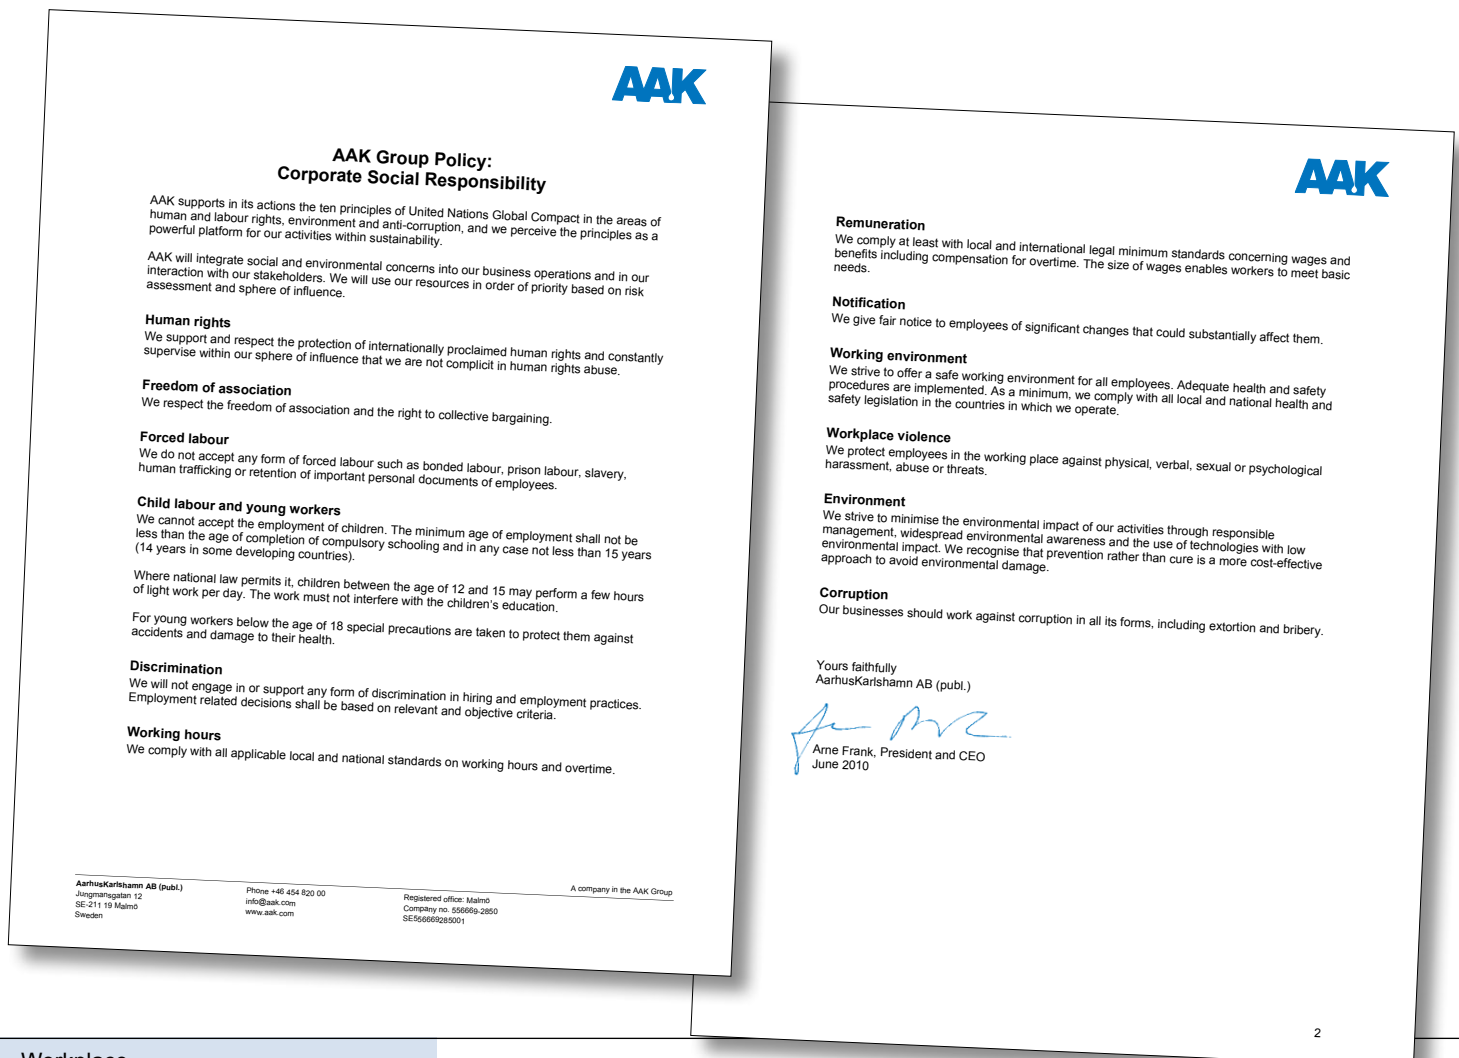 AAK
AAK Group Policy:
Corporate Social Responsibility
AAK supports in its actions the ten principles of United Nations Global Compact in the areas of
human and labour rights, environment and anti-corruption, and we perceive the principles as a
powerful platform for our activities within sustainability.
AAK will integrate social and environmental concerns into our business operations and in our
interaction with our stakeholders. We will use our resources in order of priority based on risk
assessment and sphere of influence.
Human rights
We support and respect the protection of internationally proclaimed human rights and constantly
supervise within our sphere of influence that we are not complicit in human rights abuse.
Freedom of association
We respect the freedom of association and the right to collective bargaining.
Forced labour
We do not accept any form of forced labour such as bonded labour, prison labour, slavery,
human trafficking or retention of important personal documents of employees.
Child labour and young workers
We cannot accept the employment of children. The minimum age of employment shall not be
less than the age of completion of compulsory schooling and in any case not less than 15 years
(14 years in some developing countries).
Where national law permits it, children between the age of 12 and 15 may perform a few hours
of light work per day. The work must not interfere with the children's education.
For young workers below the age of 18 special precautions are taken to protect them against
accidents and damage to their health.
Discrimination
We will not engage in or support any form of discrimination in hiring and employment practices.
Employment related decisions shall be based on relevant and objective criteria.
Working hours
We comply with all applicable local and national standards on working hours and overtime.
A company in the AAK Group
AarhusKarlshamn AB (publ.)
Jungmansgatan 12
SE-211 19 Malmö
Sweden
Phone +46 454 820 00
info@aak.com
www.aak.com
Registered office: Malmö
Company no. 556669-2850
SE556669285001
AAK
Remuneration
We comply at least with local and international legal minimum standards concerning wages and
benefits including compensation for overtime. The size of wages enables workers to meet basic
needs.
Notification
We give fair notice to employees of significant changes that could substantially affect them.
Working environment
We strive to offer a safe working environment for all employees. Adequate health and safety
procedures are implemented. As a minimum, we comply with all local and national health and
safety legislation in the countries in which we operate.
Workplace violence
We protect employees in the working place against physical, verbal, sexual or psychological
harassment, abuse or threats.
Environment
We strive to minimise the environmental impact of our activities through responsible
management, widespread environmental awareness and the use of technologies with low
environmental impact. We recognise that prevention rather than cure is a more cost-effective
approach to avoid environmental damage.
Corruption
Our businesses should work against corruption in all its forms, including extortion and bribery.
Yours faithfully
AarhusKarlshamn AB (publ.)
Arne Frank, President and CEO
June 2010
2
Workplace